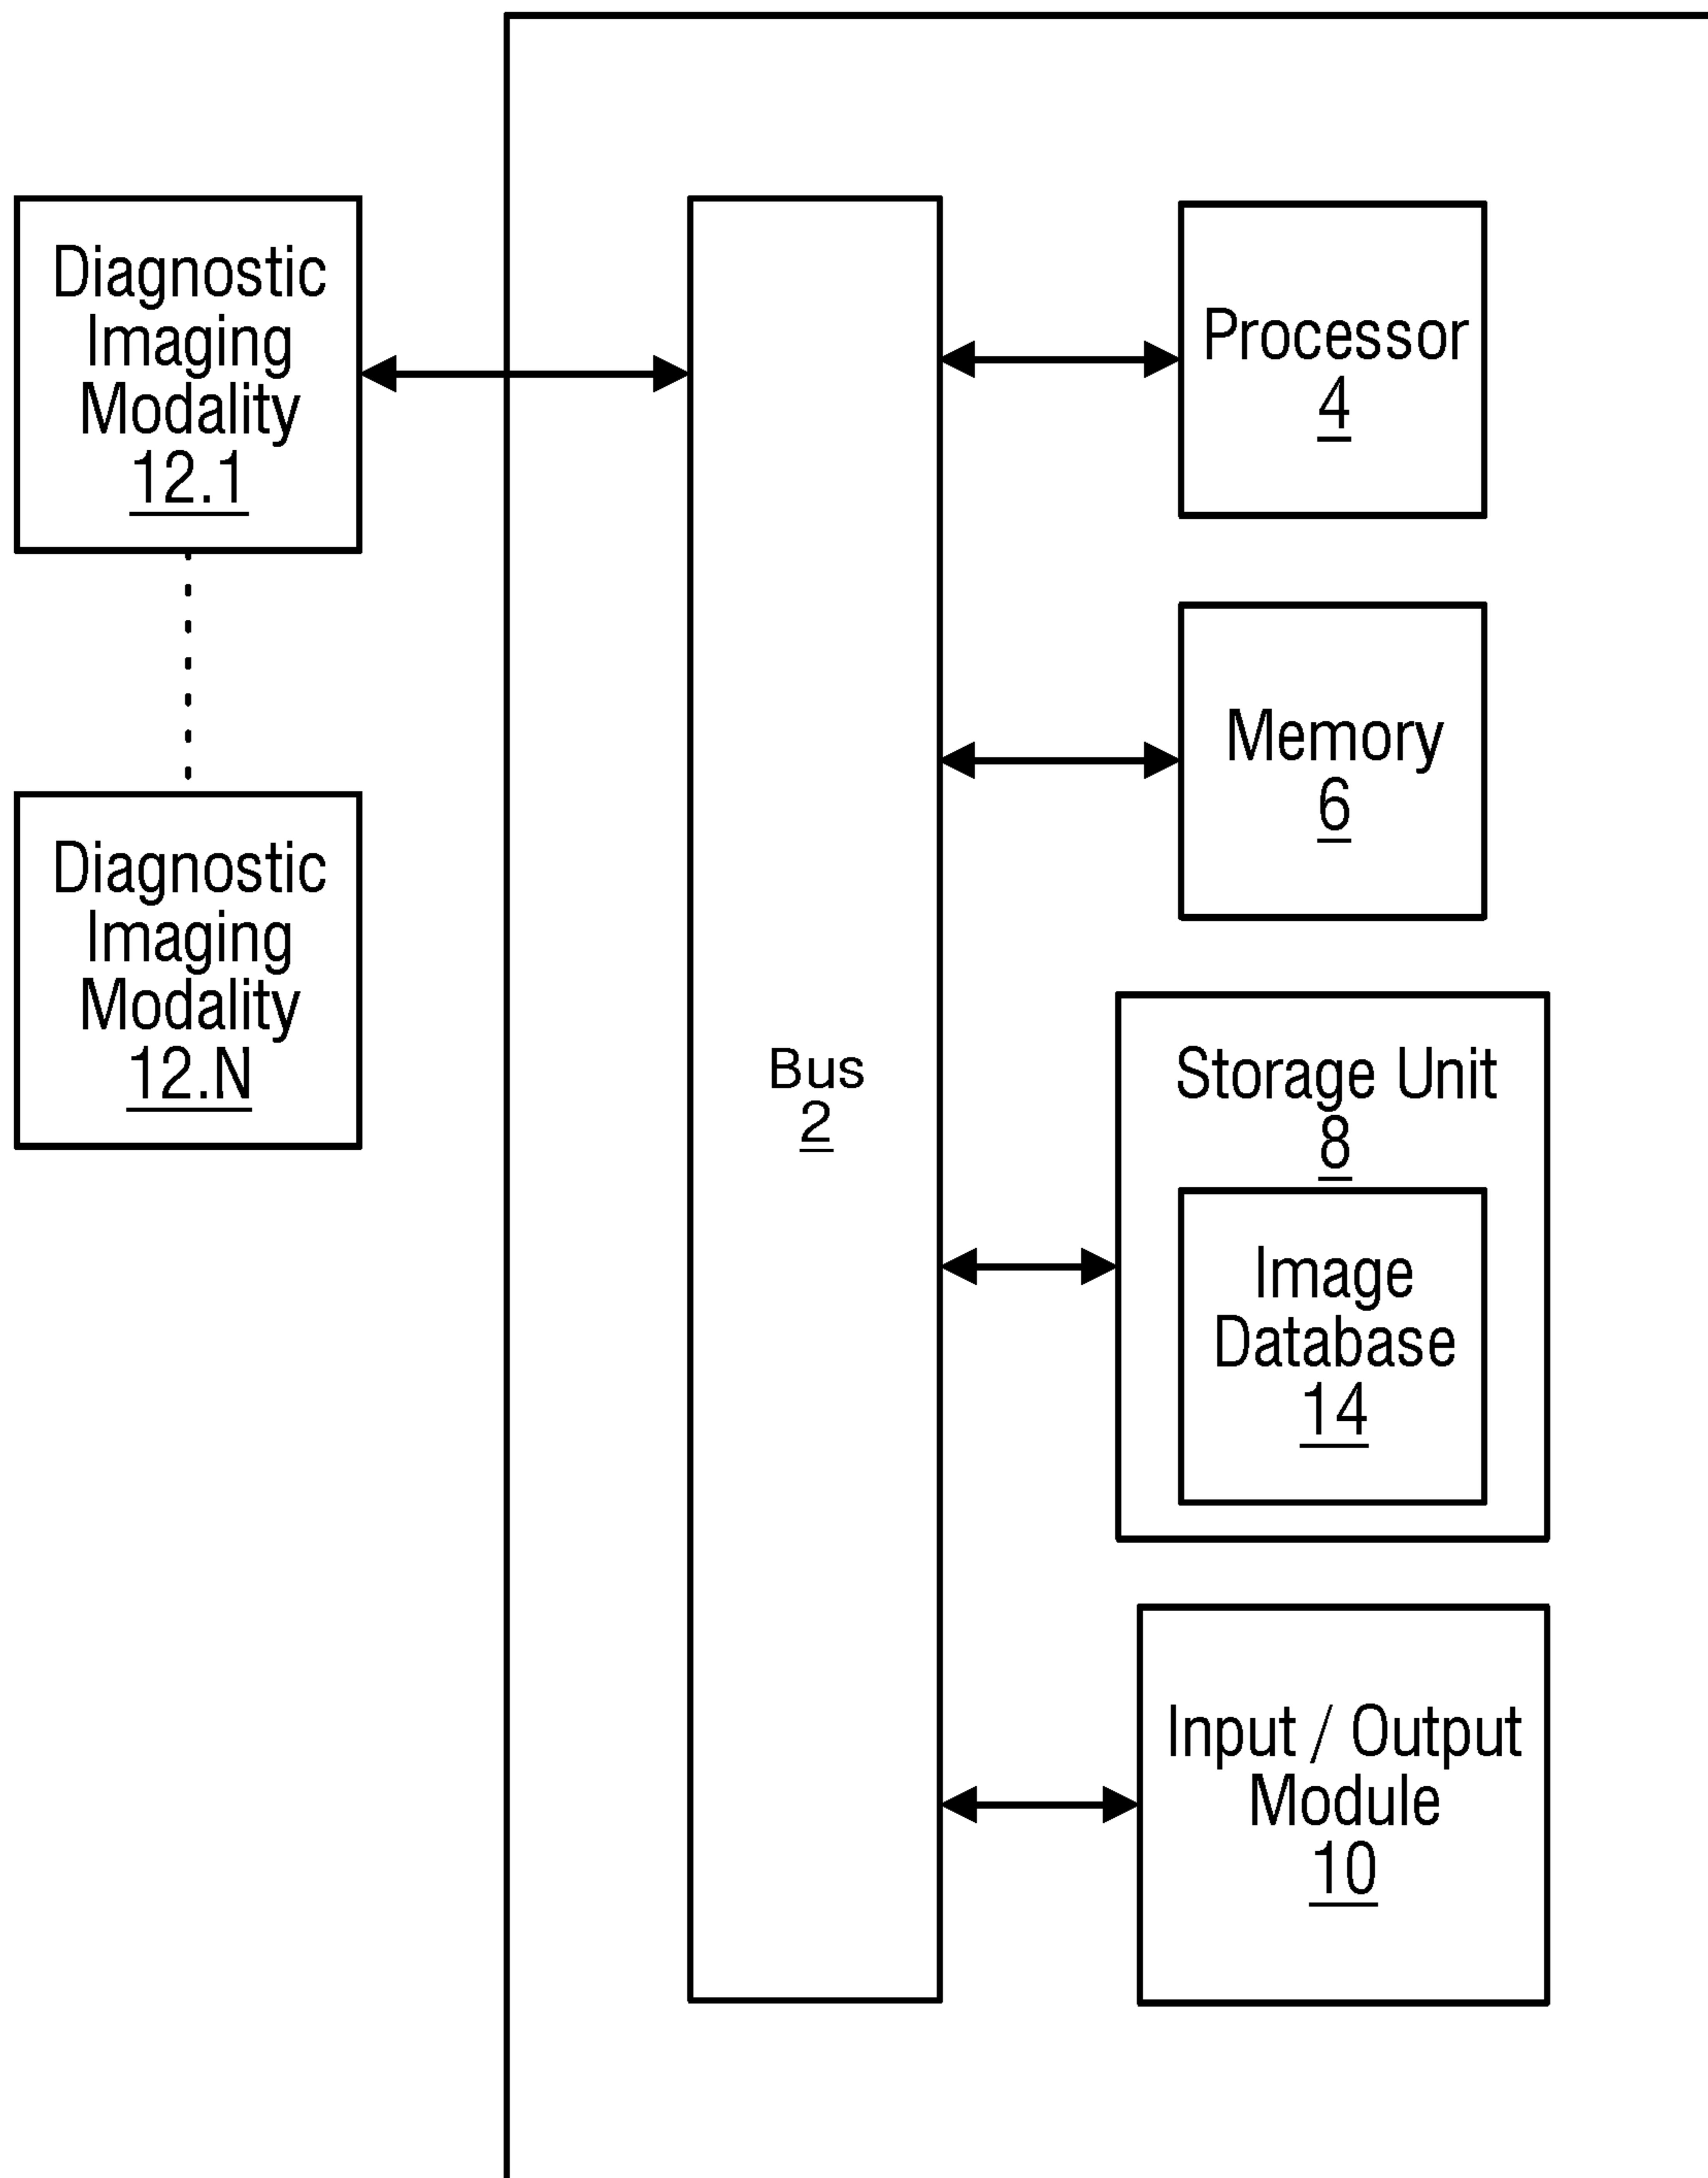 Diagnostic
Imaging
Modality
12.1
Diagnostic
Imaging
Modality
12.N
Bus
2
Processor
4
Memory
6
Storage Unit
8
Image
Database
14
Input / Output
Module
10